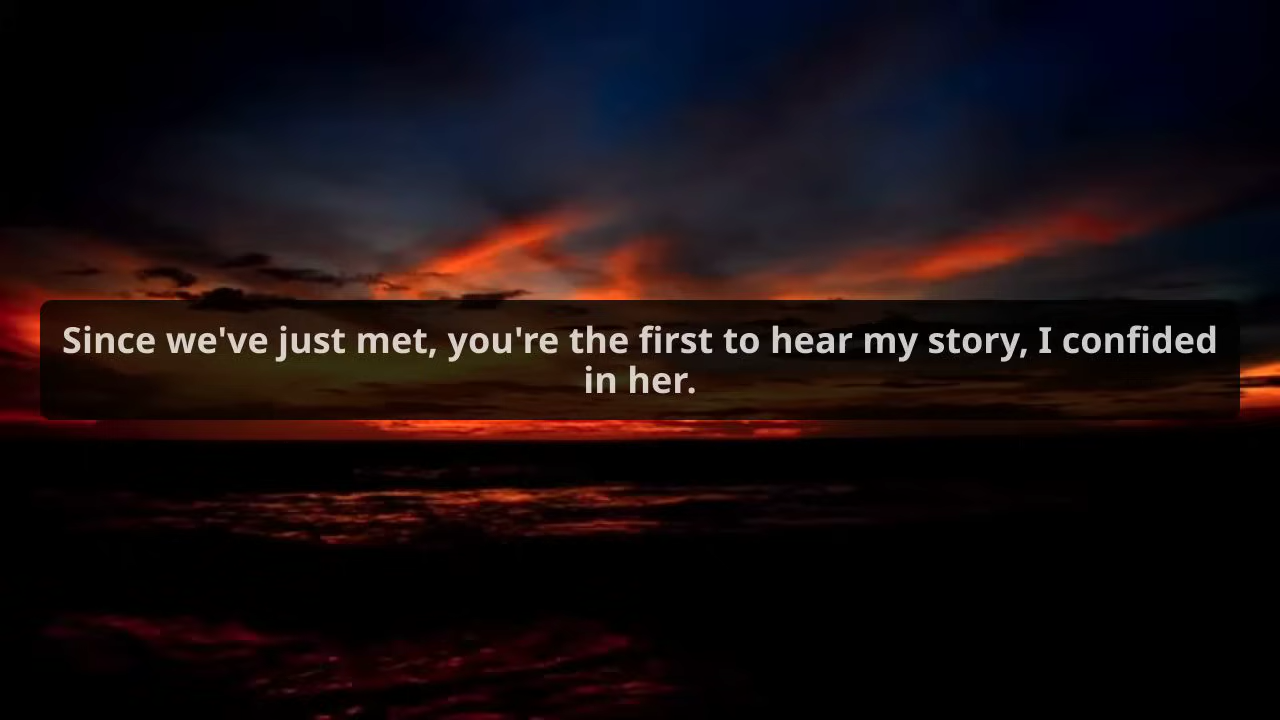 Since we've just met, you're the first to hear my story, I confided
in her.